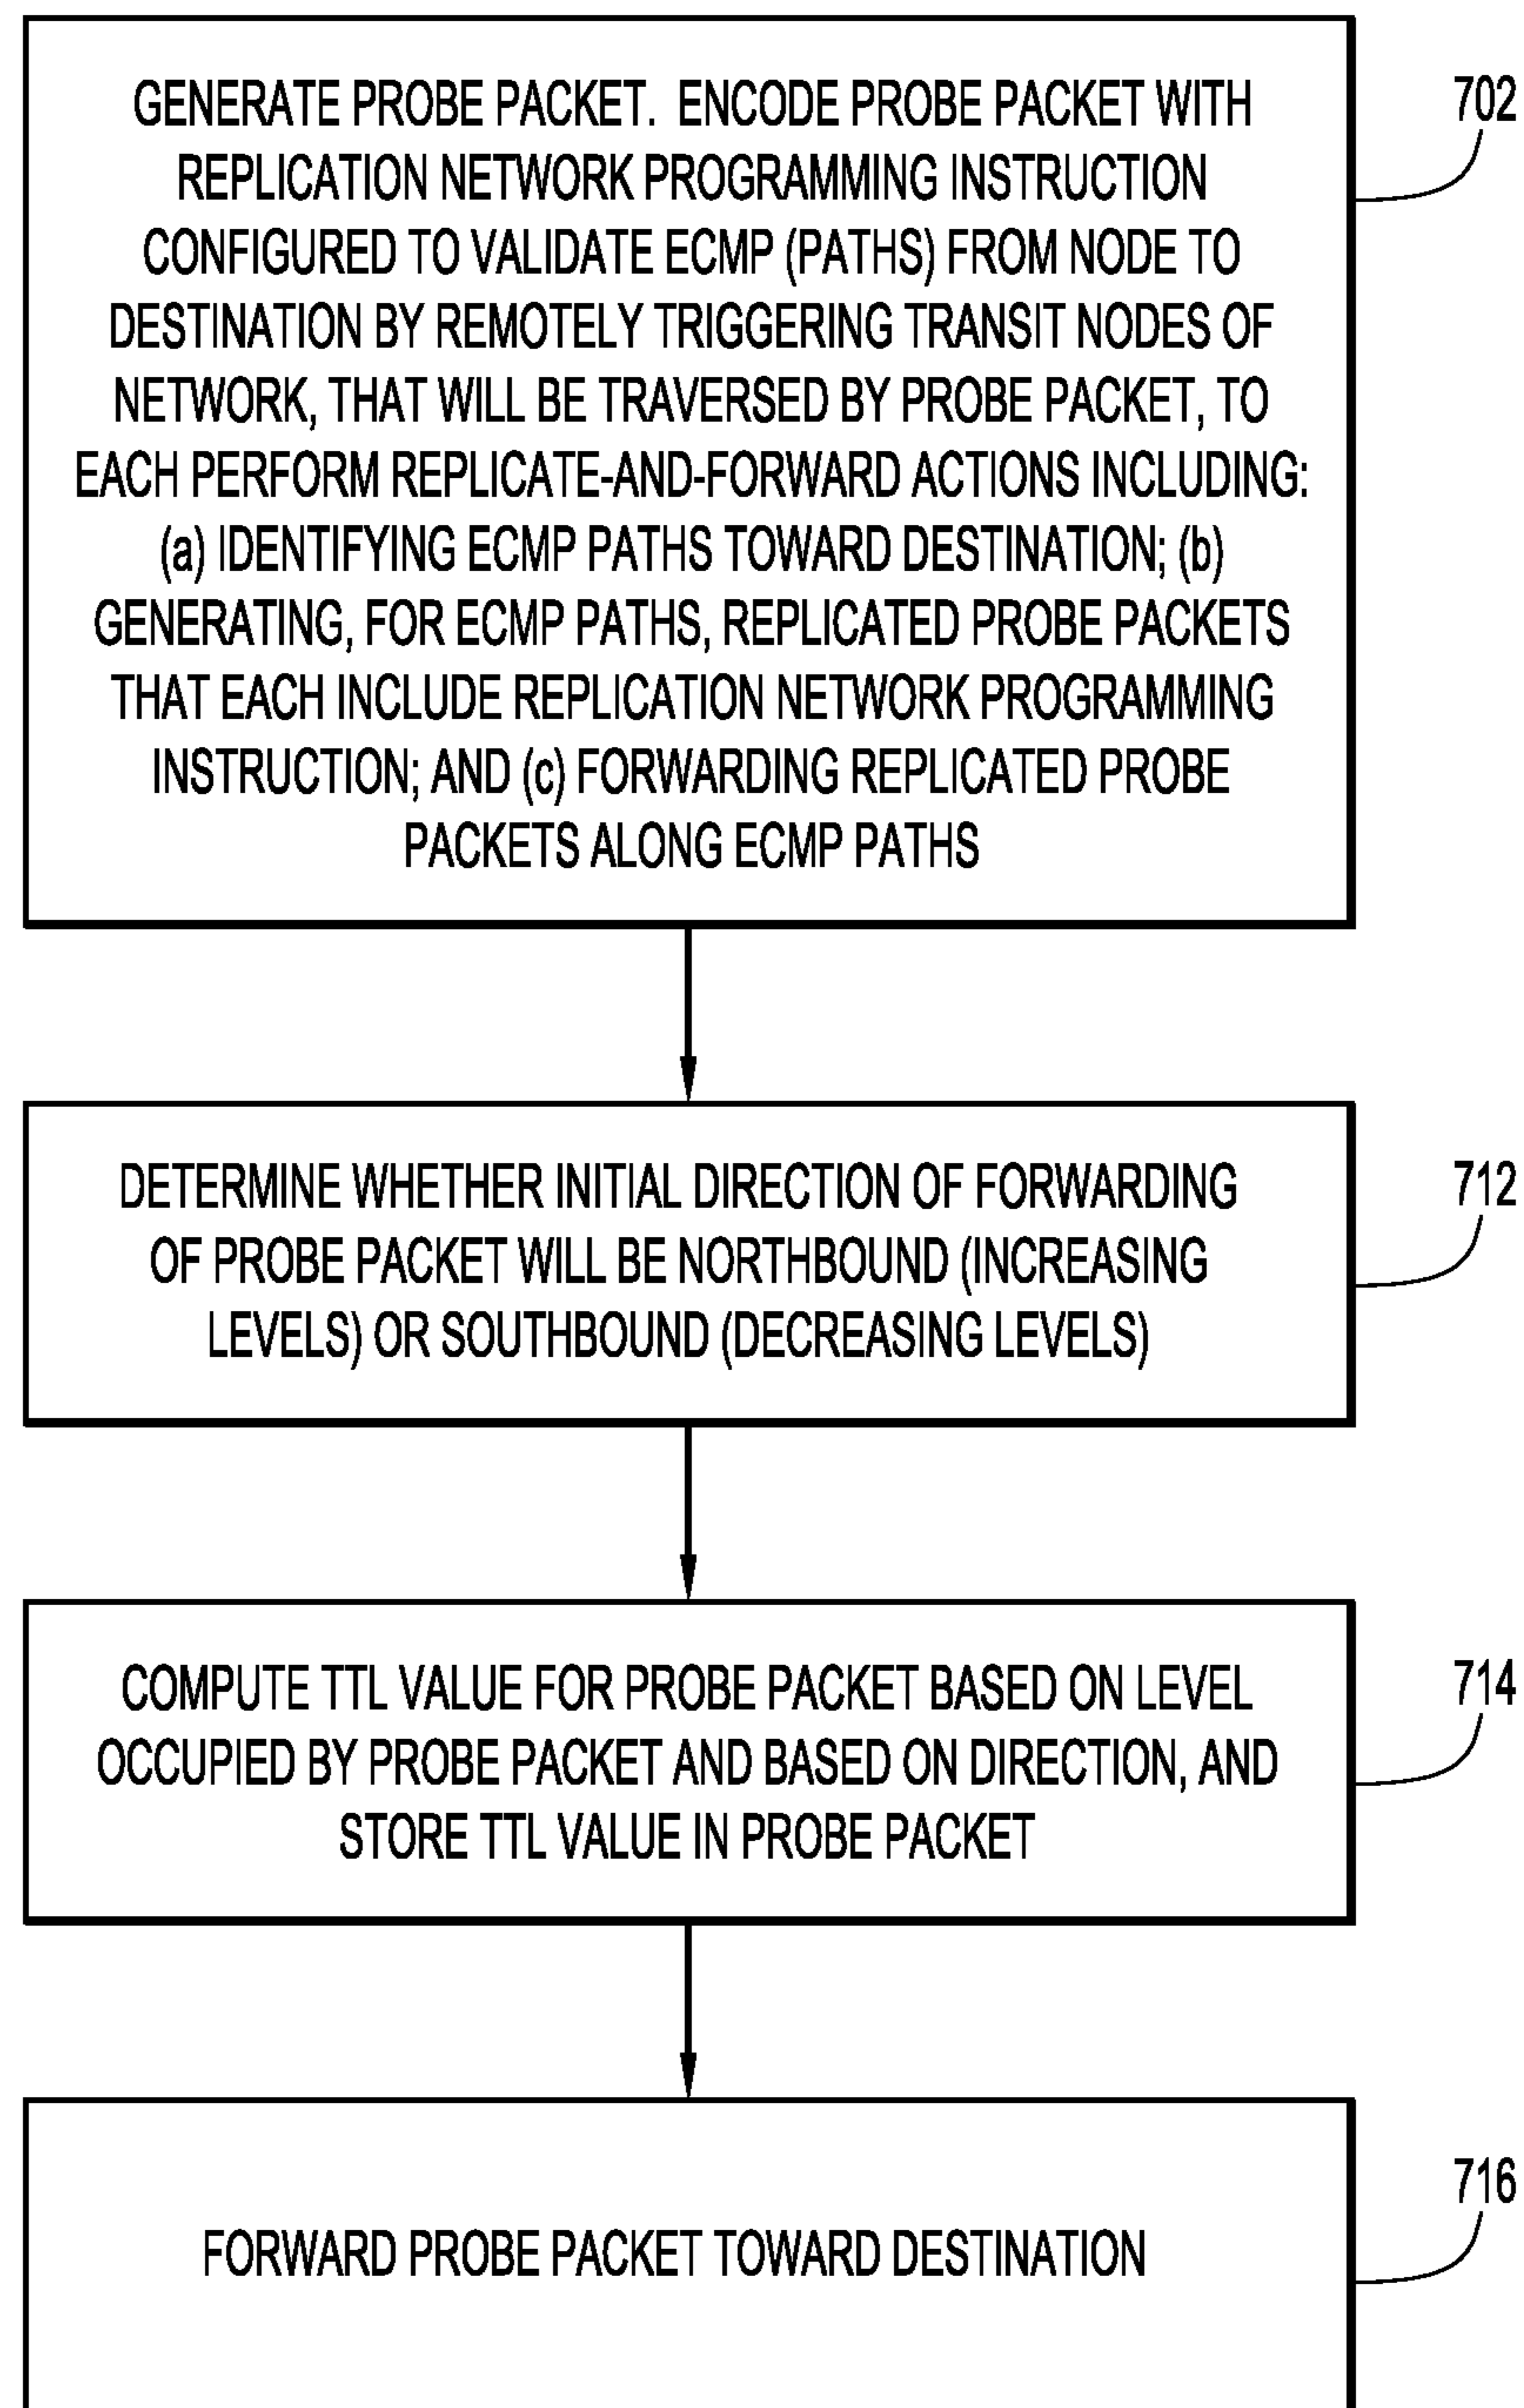 GENERATE PROBE PACKET. ENCODE PROBE PACKET WITH
REPLICATION NETWORK PROGRAMMING INSTRUCTION
CONFIGURED TO VALIDATE ECMP (PATHS) FROM NODE TO
DESTINATION BY REMOTELY TRIGGERING TRANSIT NODES OF
NETWORK, THAT WILL BE TRAVERSED BY PROBE PACKET, TO
EACH PERFORM REPLICATE-AND-FORWARD ACTIONS INCLUDING:
(a) IDENTIFYING ECMP PATHS TOWARD DESTINATION; (b)
GENERATING, FOR ECMP PATHS, REPLICATED PROBE PACKETS
THAT EACH INCLUDE REPLICATION NETWORK PROGRAMMING
INSTRUCTION; AND (c) FORWARDING REPLICATED PROBE
PACKETS ALONG ECMP PATHS
702
DETERMINE WHETHER INITIAL DIRECTION OF FORWARDING
OF PROBE PACKET WILL BE NORTHBOUND (INCREASING
LEVELS) OR SOUTHBOUND (DECREASING LEVELS)
712
COMPUTE TTL VALUE FOR PROBE PACKET BASED ON LEVEL
OCCUPIED BY PROBE PACKET AND BASED ON DIRECTION, AND
STORE TTL VALUE IN PROBE PACKET
714
FORWARD PROBE PACKET TOWARD DESTINATION
716